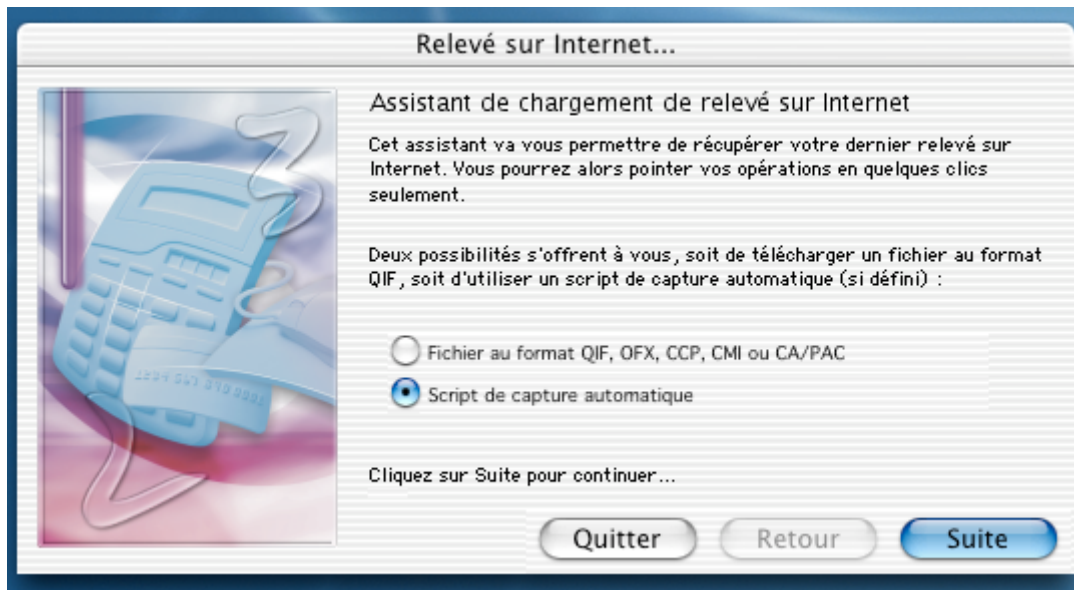 Relevé sur Internet...
Assistant de chargement de relevé sur Internet
Cet assistant va vous permettre de récupérer votre dernier relevé sur
Internet. Vous pourrez alors pointer vos opérations en quelques clics
seulement.
Deux possibilités s'offrent à vous, soit de télécharger un fichier au format
QIF, soit d'utiliser un script de capture automatique (si défini) :
Fichier au format QIF, OFX, CCP, CMI ou CA/PAC
Script de capture automatique
Cliquez sur Suite pour continuer...
Quitter
Retour
Suite